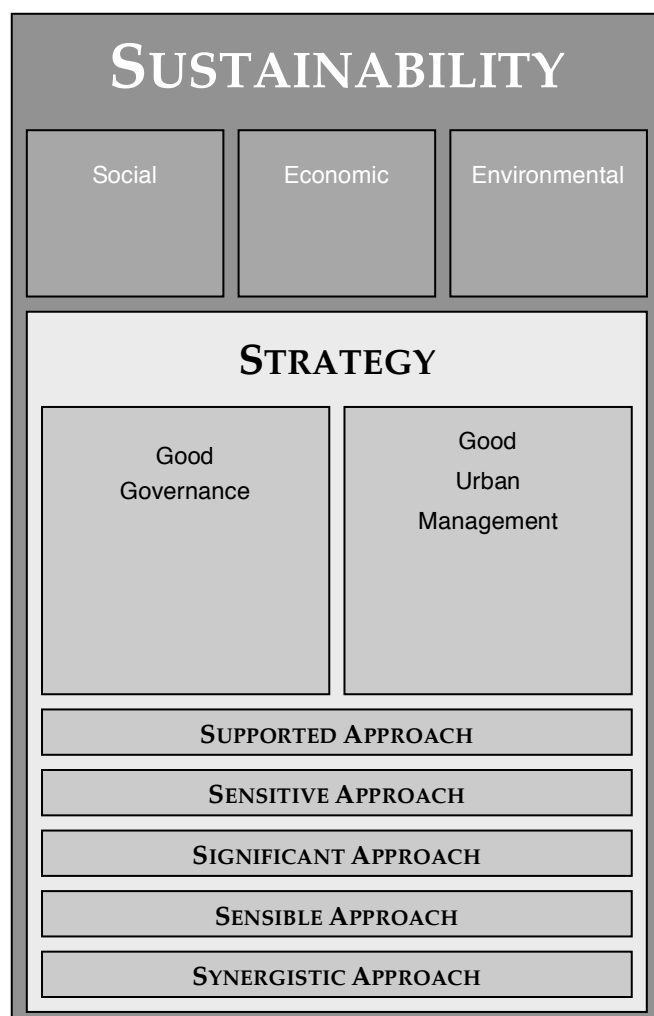 SUSTAINABILITY
Social
Economic
Environmental
STRATEGY
Good
Governance
Good
Urban
Management
SUPPORTED APPROACH
SENSITIVE APPROACH
SIGNIFICANT APPROACH
SENSIBLE APPROACH
SYNERGISTIC APPROACH